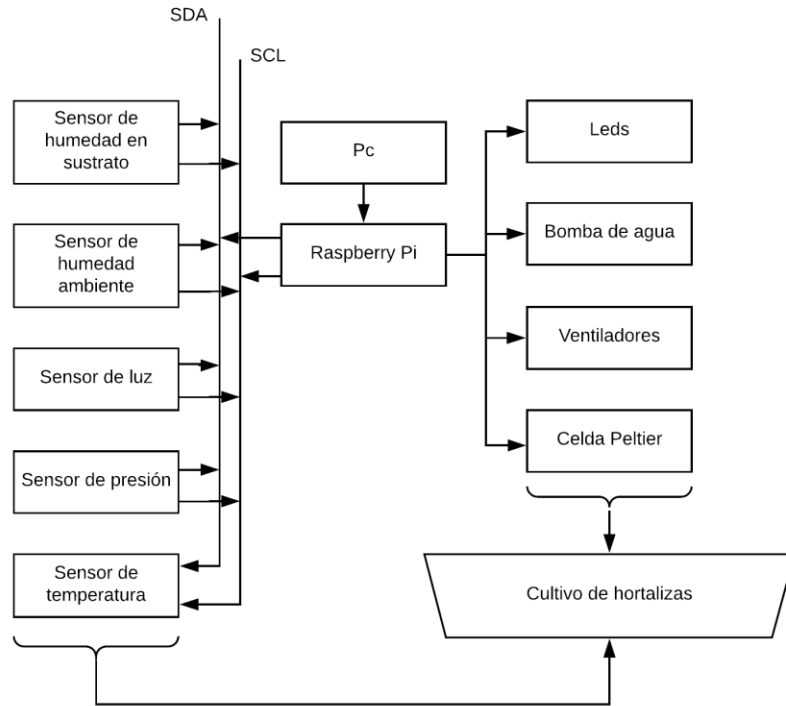 SDA
SCL
Sensor de
humedad en
sustrato
Pc
Leds
Sensor de
humedad
ambiente
Raspberry Pi
Bomba de agua
Sensor de luz
Ventiladores
Sensor de presión
Celda Peltier
Sensor de
temperatura
Cultivo de hortalizas